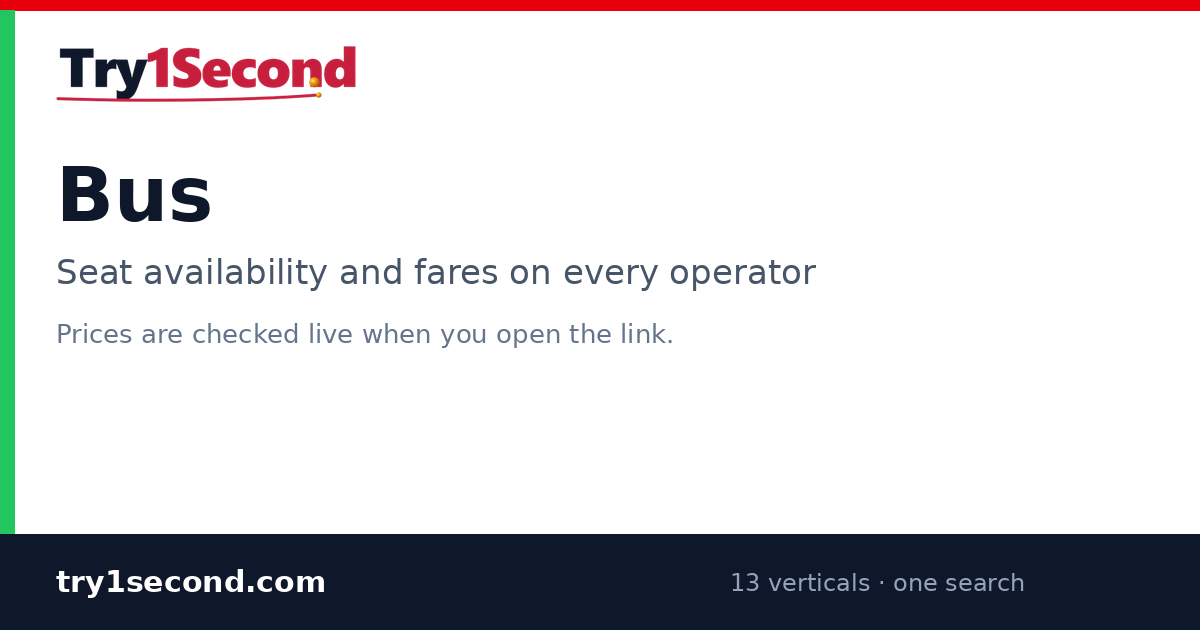 Try1Second
Bus
Seat availability and fares on every operator
Prices are checked live when you open the link.
try1second.com
13 verticals · one search